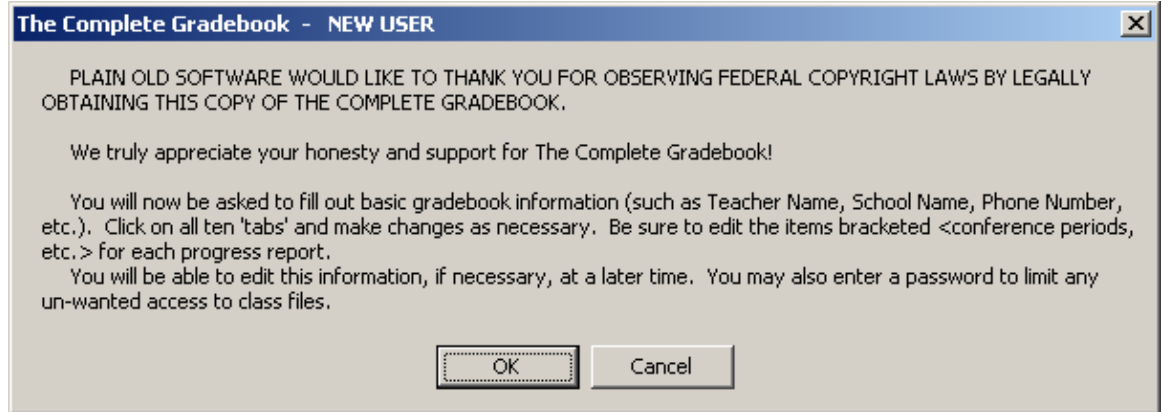 The Complete Gradebook - NEW USER
PLAIN OLD SOFTWARE WOULD LIKE TO THANK YOU FOR OBSERVING FEDERAL COPYRIGHT LAWS BY LEGALLY
OBTAINING THIS COPY OF THE COMPLETE GRADEBOOK.
We truly appreciate your honesty and support for The Complete Gradebook!
You will now be asked to fill out basic gradebook information (such as Teacher Name, School Name, Phone Number,
etc.). Click on all ten 'tabs' and make changes as necessary. Be sure to edit the items bracketed <conference periods,
etc.> for each progress report.
You will be able to edit this information, if necessary, at a later time. You may also enter a password to limit any
un-wanted access to class files.
OK Cancel